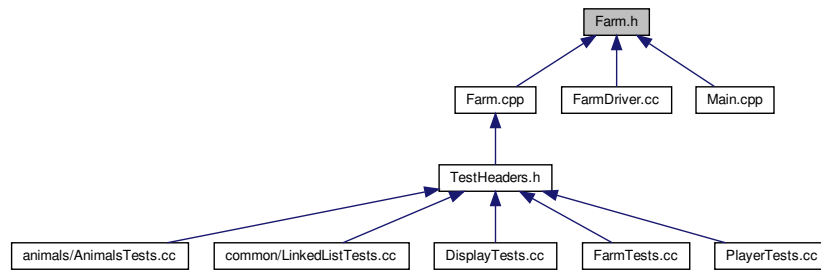 Farm.h
Farm.cpp
FarmDriver.cc
Main.cpp
TestHeaders.h
animals/AnimalsTests.cc
common/LinkedListTests.cc
DisplayTests.cc
FarmTests.cc
PlayerTests.cc